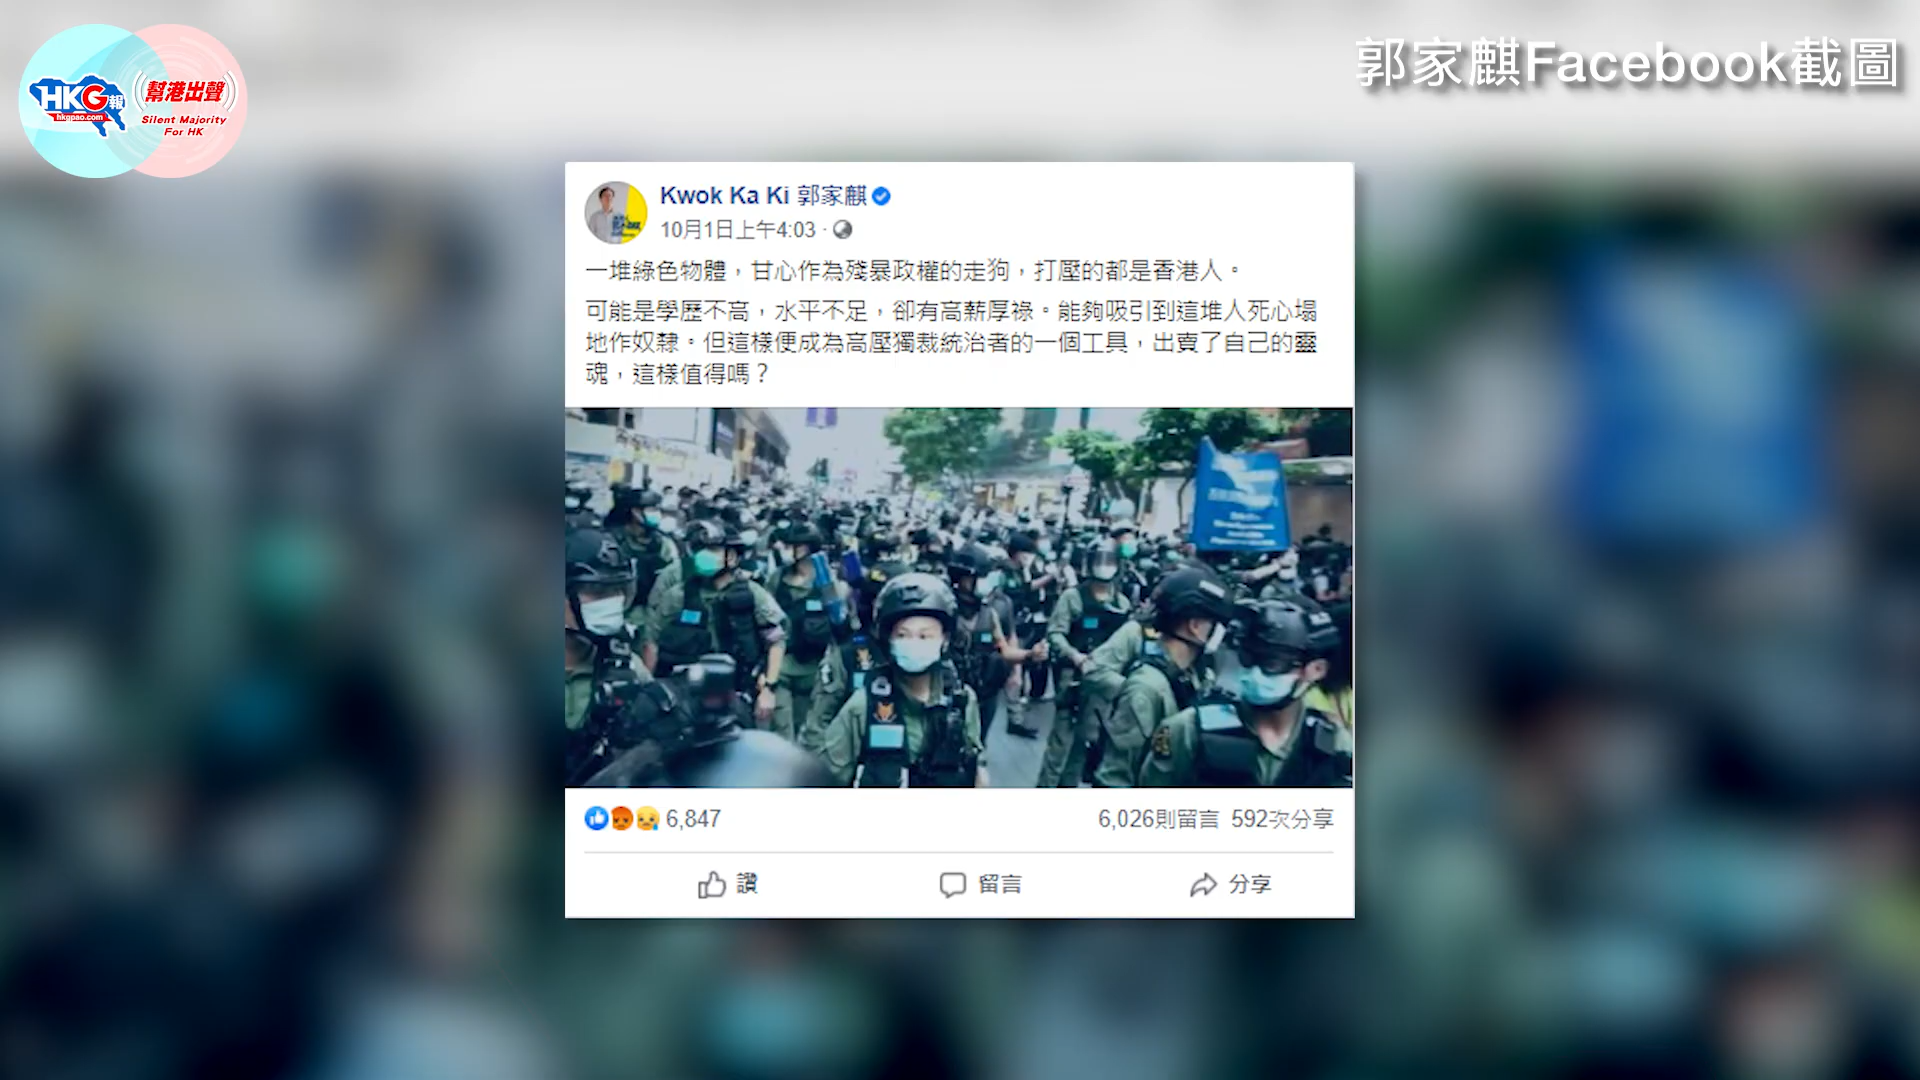 HKG報
hkgpao.com
幫港出聲
Silent Majority
For HK
郭家麒Facebook截圖
Kwok Ka Ki 郭家麒
10月1日上午4:03 ·
一堆綠色物體，甘心作為殘暴政權的走狗，打壓的都是香港人。
可能是學歷不高，水平不足，卻有高薪厚祿。能夠吸引到這堆人死心塌
地作奴隸。但這樣便成為高壓獨裁統治者的一個工具，出賣了自己的靈
魂，這樣值得嗎？
6,847
6,026則留言 592次分享
讚
留言
分享